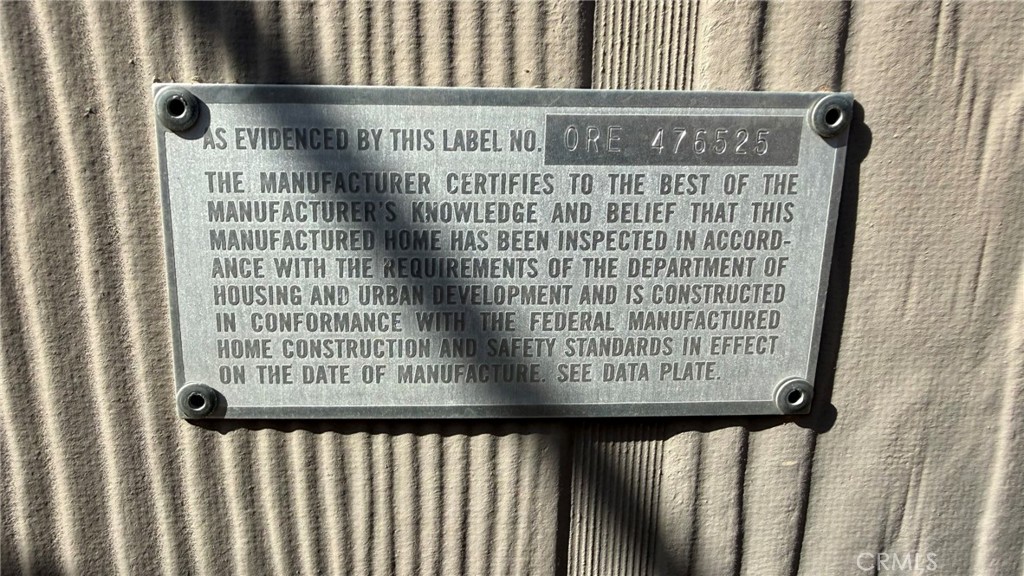 AS EVIDENCED BY THIS LABEL NO. ORE 476525
THE MANUFACTURER CERTIFIES TO THE BEST OF THE
MANUFACTURER'S KNOWLEDGE AND BELIEF THAT THIS
MANUFACTURED HOME HAS BEEN INSPECTED IN ACCORD-
ANCE WITH THE REQUIREMENTS OF THE DEPARTMENT OF
HOUSING AND URBAN DEVELOPMENT AND IS CONSTRUCTED
IN CONFORMANCE WITH THE FEDERAL MANUFACTURED
HOME CONSTRUCTION AND SAFETY STANDARDS IN EFFECT
ON THE DATE OF MANUFACTURE. SEE DATA PLATE.
CRMLS